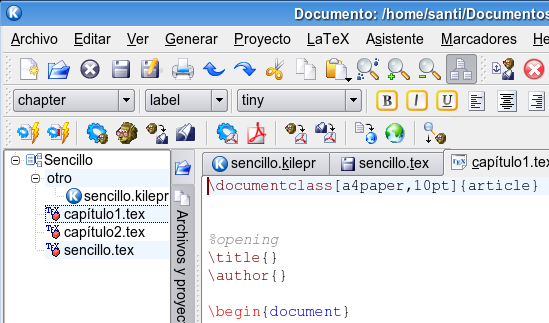 Documento: /home/santi/Documentos
Archivo Editar Ver Generar Proyecto LaTeX Asistente Marcadores He
chapter label tiny B I U
Sencillo
otro
sencillo.kilepr
capítulo1.tex
capítulo2.tex
sencillo.tex
Archivos y proyec
sencillo.kilepr sencillo.tex capítulo1.tex
\documentclass[a4paper,10pt]{article}
%opening
\title{}
\author{}
\begin{document}